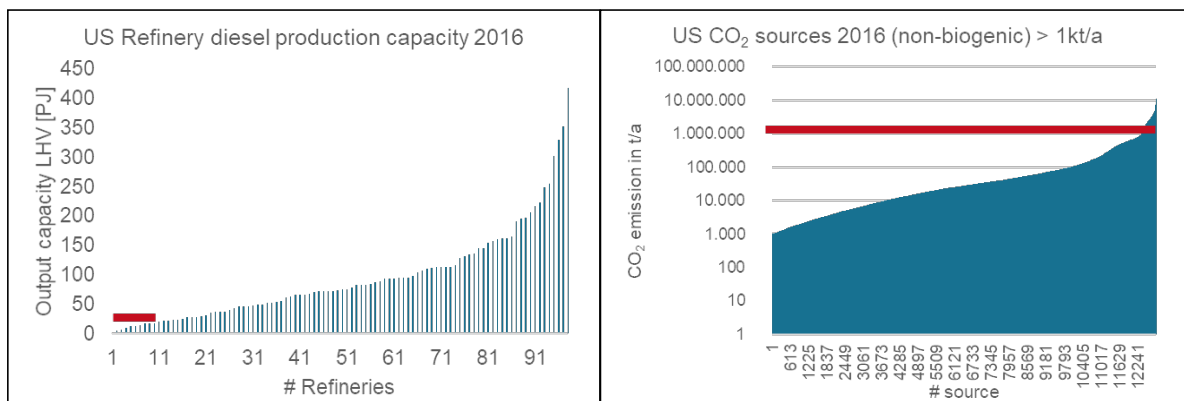 US Refinery diesel production capacity 2016
Output capacity LHV [PJ]
450
400
350
300
250
200
150
100
50
0
1 11 21 31 41 51 61 71 81 91
# Refineries
US CO₂ sources 2016 (non-biogenic) > 1kt/a
CO₂ emission in t/a
100.000.000
10.000.000
1.000.000
100.000
10.000
1.000
100
10
1
1 613 1225 1837 2449 3061 3673 4285 4897 5509 6121 6733 7345 7957 8569 9181 9793 10405 11017 11629 12241
# source